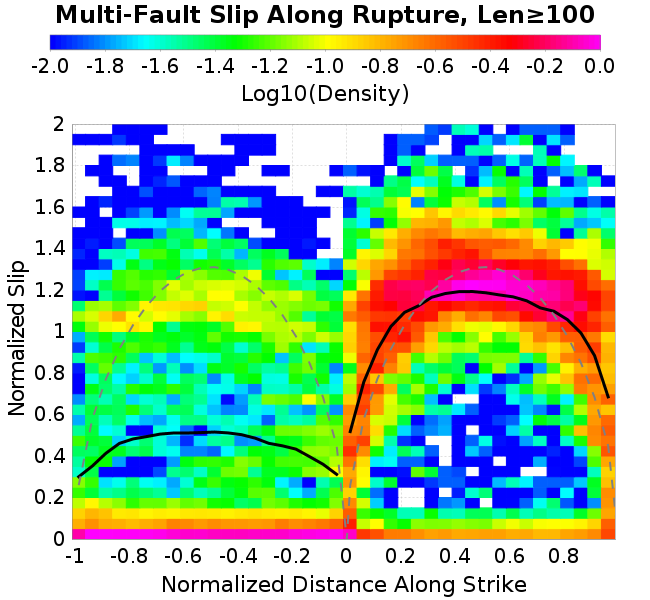 Multi-Fault Slip Along Rupture, Len≥100
-2.0 -1.8 -1.6 -1.4 -1.2 -1.0 -0.8 -0.6 -0.4 -0.2 0.0
Log10(Density)
2
1.8
1.6
1.4
1.2
1
0.8
0.6
0.4
0.2
0
Normalized Slip
-1 -0.8 -0.6 -0.4 -0.2 0 0.2 0.4 0.6 0.8
Normalized Distance Along Strike